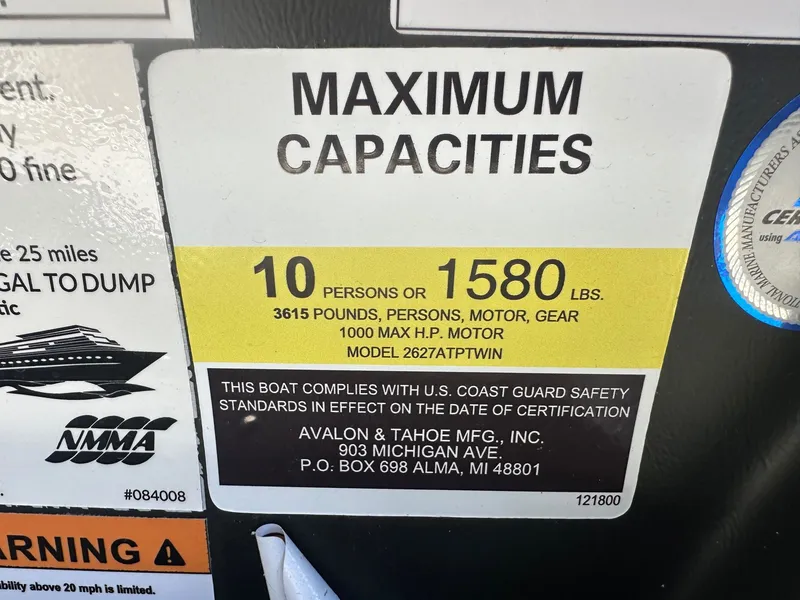 MAXIMUM
CAPACITIES
10 PERSONS OR 1580 LBS.
3615 POUNDS, PERSONS, MOTOR, GEAR
1000 MAX H.P. MOTOR
MODEL 2627ATPTWIN
THIS BOAT COMPLIES WITH U.S. COAST GUARD SAFETY
STANDARDS IN EFFECT ON THE DATE OF CERTIFICATION
AVALON & TAHOE MFG., INC.
903 MICHIGAN AVE.
P.O. BOX 698 ALMA, MI 48801
121800
ent.
0 fine
25 miles
GAL TO DUMP
tic
NMMA
#084008
ARNING
bility above 20 mph is limited.
ONAL MARINE MANUFACTURERS A
CER
using